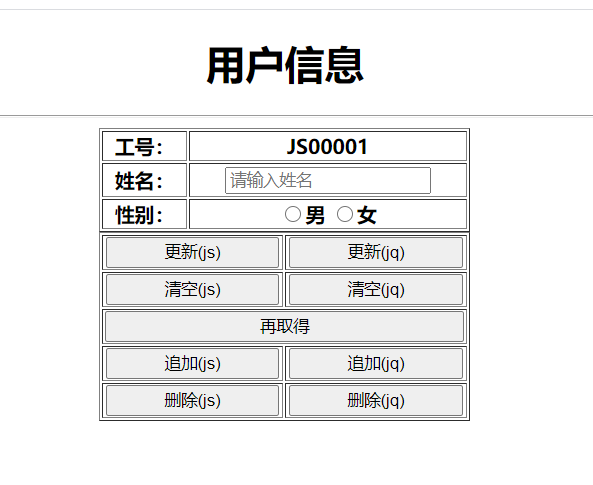 用户信息
工号： JS00001
姓名： 请输入姓名
性别： 男 女
更新(js) 更新(jq)
清空(js) 清空(jq)
再取得
追加(js) 追加(jq)
删除(js) 删除(jq)